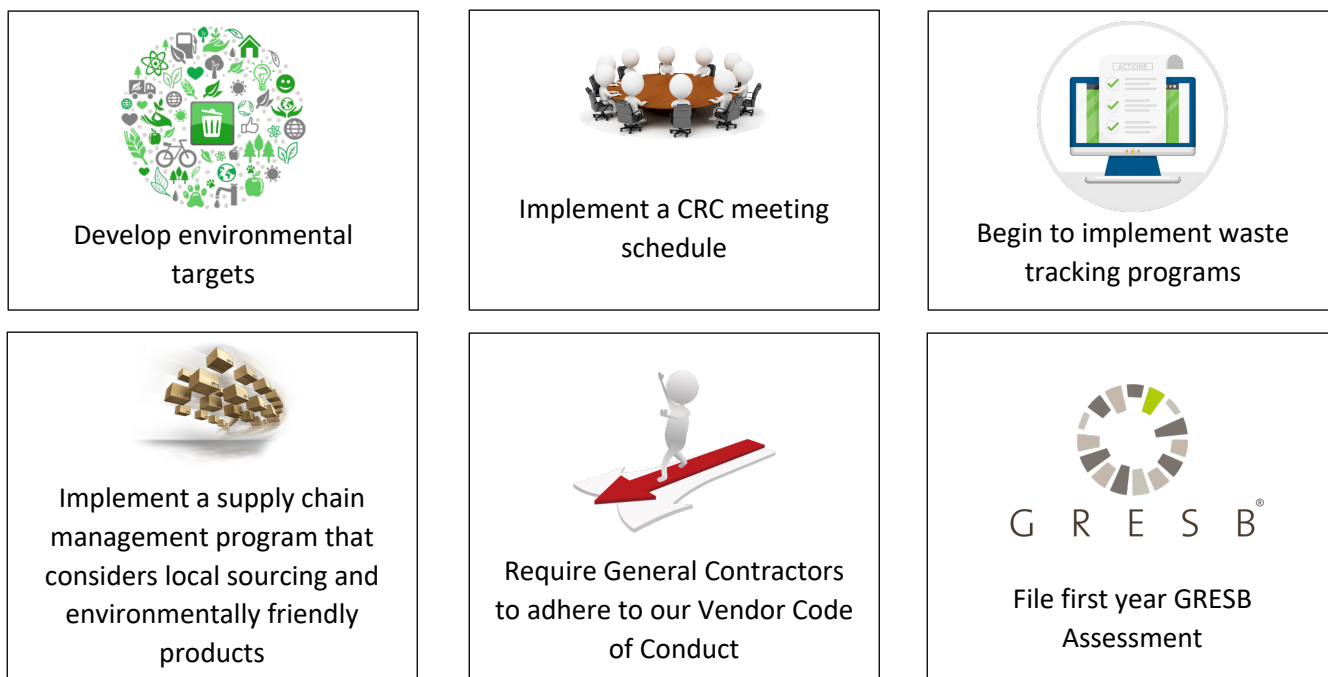 Develop environmental
targets
Implement a CRC meeting
schedule
ACTIONS
Begin to implement waste
tracking programs
Implement a supply chain
management program that
considers local sourcing and
environmentally friendly
products
Require General Contractors
to adhere to our Vendor Code
of Conduct
G R E S B®
File first year GRESB
Assessment